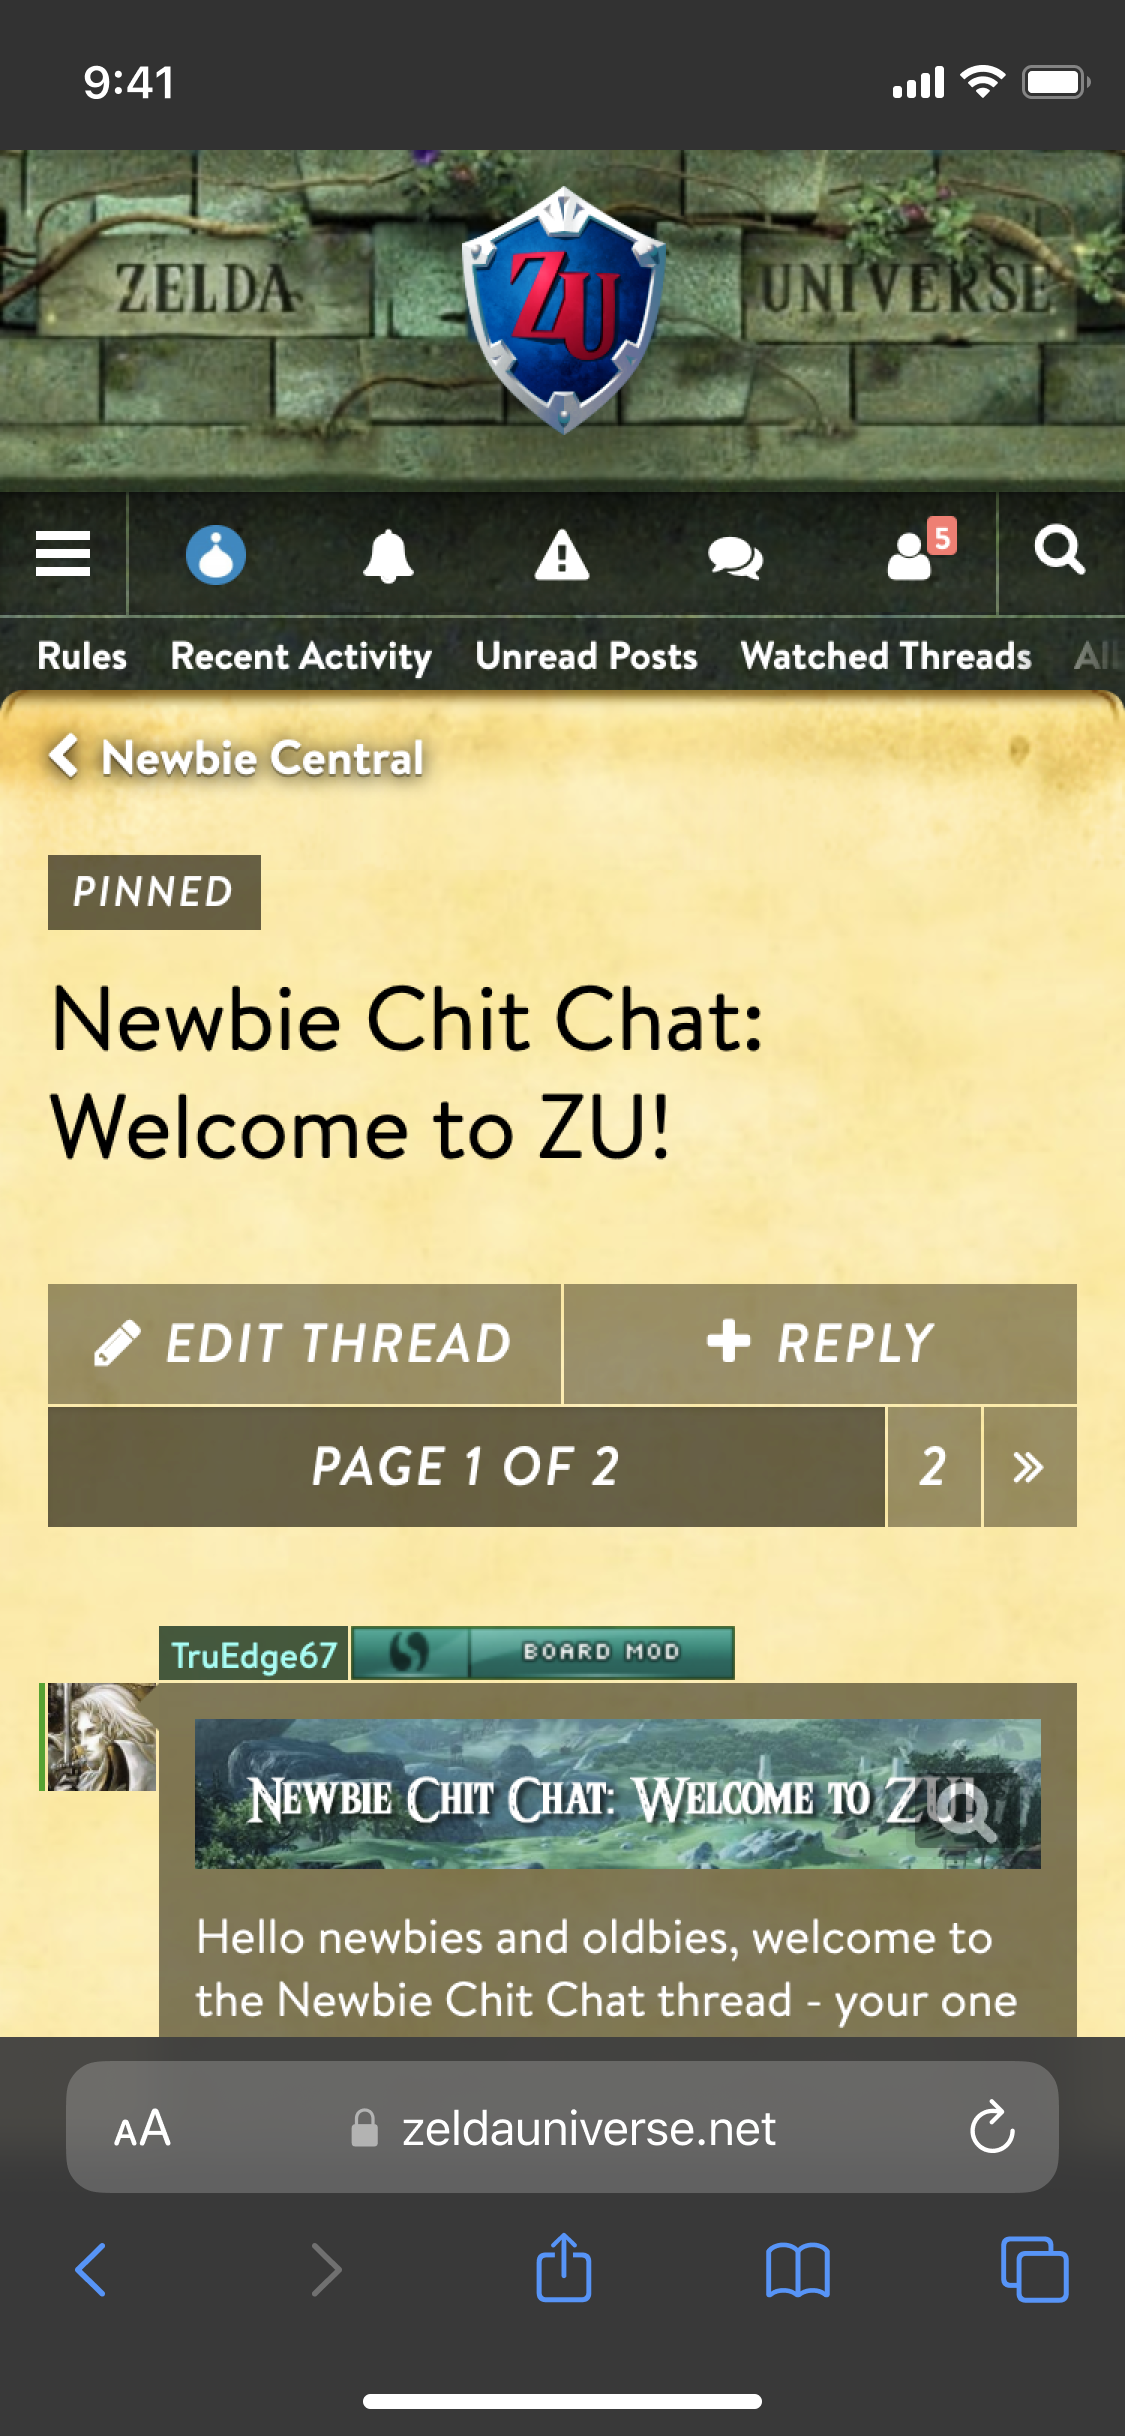 9:41
ZELDA
ZU
UNIVERSE
5
Rules Recent Activity Unread Posts Watched Threads
Newbie Central
PINNED
Newbie Chit Chat:
Welcome to ZU!
EDIT THREAD
REPLY
PAGE 1 OF 2
2
»
TruEdge67
BOARD MOD
NEWBIE CHIT CHAT: WELCOME TO ZU!
Hello newbies and oldbies, welcome to
the Newbie Chit Chat thread - your one
AA
zeldauniverse.net